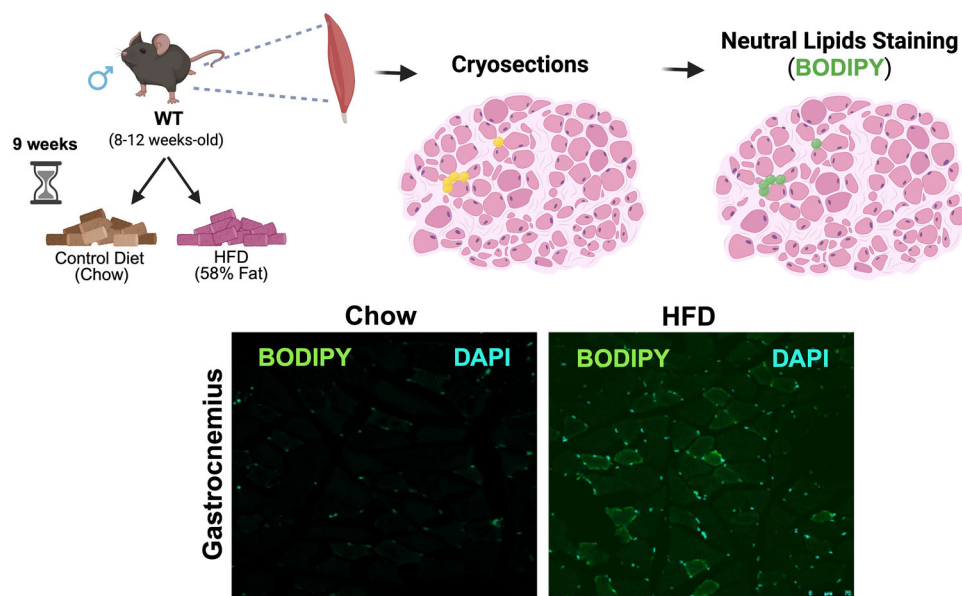 WT
(8-12 weeks-old)
9 weeks
Control Diet
(Chow)
HFD
(58% Fat)
Cryosections
Neutral Lipids Staining
(BODIPY)
Chow
HFD
Gastrocnemius
BODIPY
DAPI
BODIPY
DAPI